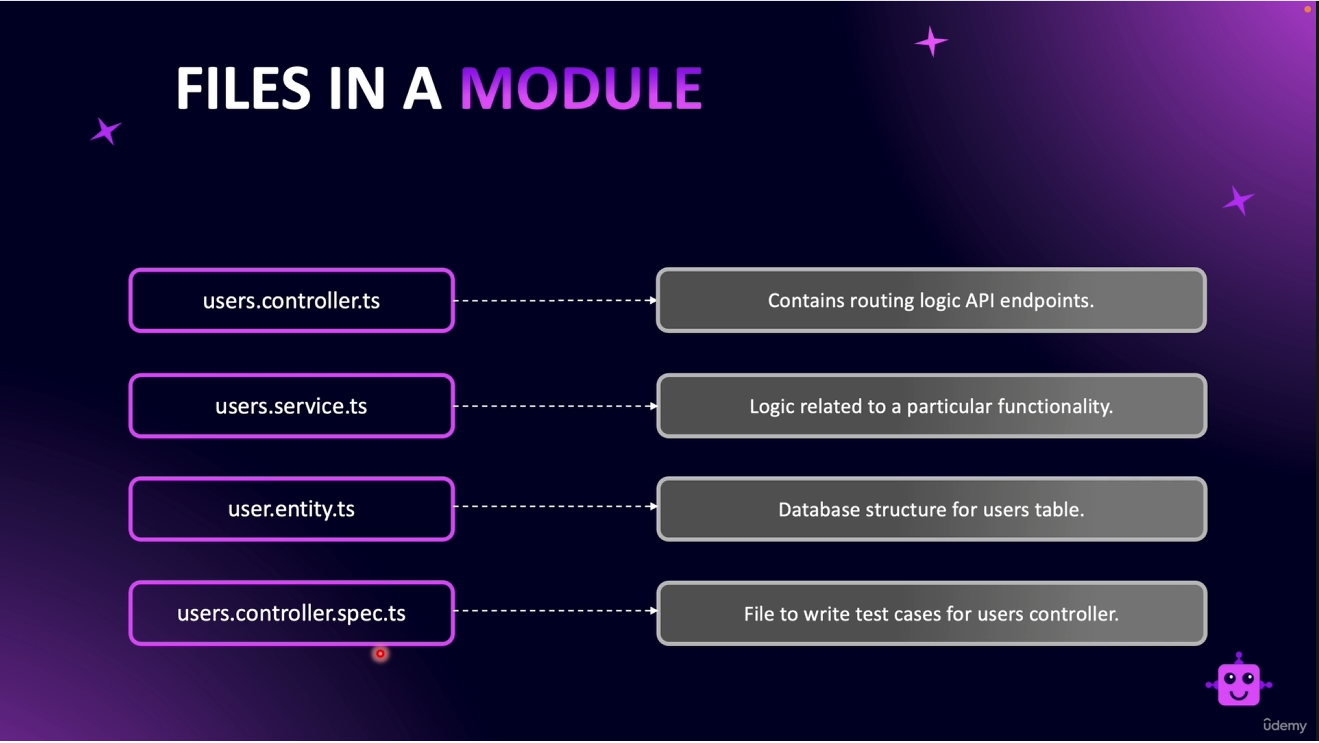 FILES IN A MODULE
users.controller.ts
Contains routing logic API endpoints.
users.service.ts
Logic related to a particular functionality.
user.entity.ts
Database structure for users table.
users.controller.spec.ts
File to write test cases for users controller.
ûdemy